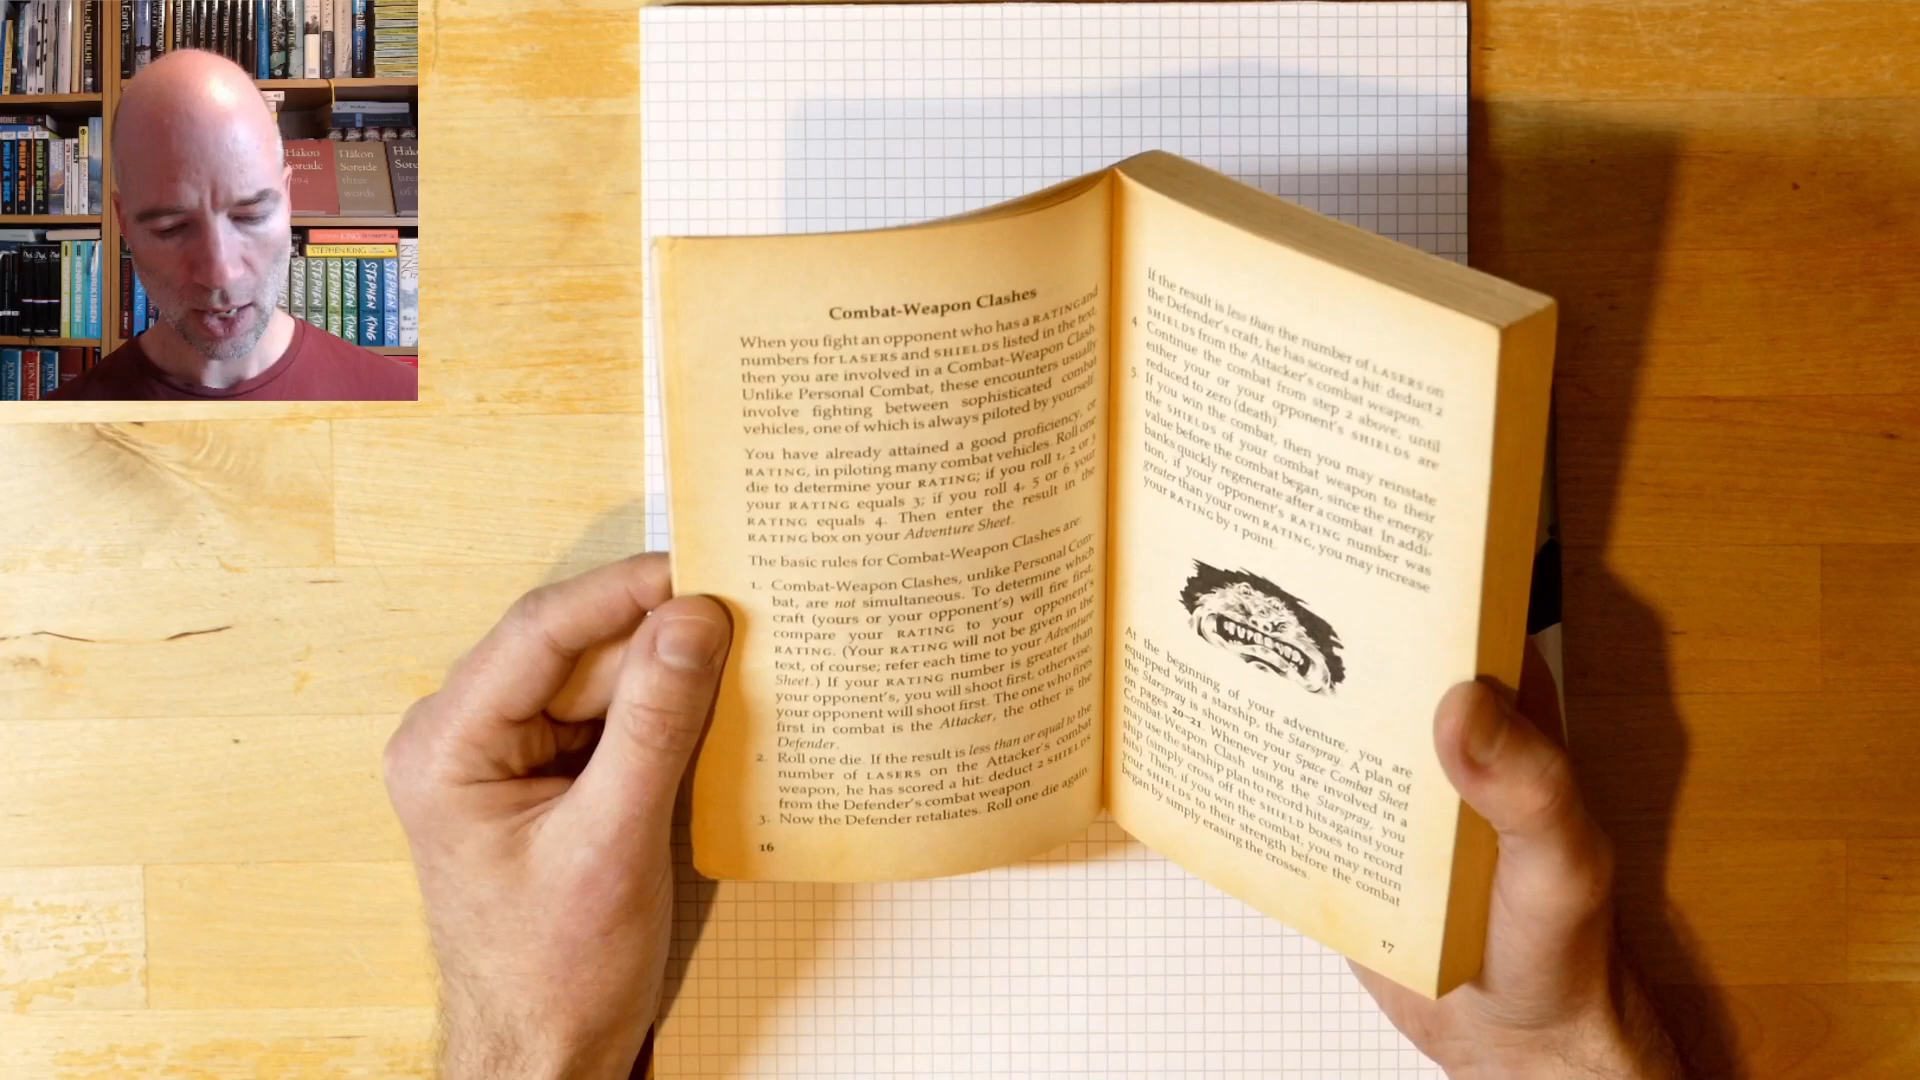 Håkon
Søreide
1994
Håkon
Søreide
three
words
PHILIP K. DICK
PHILIP K. DICK
PHILIP K. DICK
KING
STEPHEN KING
STEPHEN KING
STEPHEN KING
JON MIC
Combat-Weapon Clashes
When you fight an opponent who has a RATING and
numbers for LASERS and SHIELDS listed in the text,
then you are involved in a Combat-Weapon Clash.
Unlike Personal Combat, these encounters usually
involve fighting between sophisticated combat
vehicles, one of which is always piloted by yourself.
You have already attained a good proficiency, or
RATING, in piloting many combat vehicles. Roll one
die to determine your RATING; if you roll 1, 2 or 3
your RATING equals 3; if you roll 4, 5 or 6 your
RATING equals 4. Then enter the result in the
RATING box on your Adventure Sheet.
The basic rules for Combat-Weapon Clashes are:
1. Combat-Weapon Clashes, unlike Personal Com-
bat, are not simultaneous. To determine which
craft (yours or your opponent's) will fire first,
compare your RATING to your opponent's
RATING. (Your RATING will not be given in the
text, of course; refer each time to your Adventure
Sheet.) If your RATING number is greater than
your opponent's, you will shoot first; otherwise,
your opponent will shoot first. The one who fires
first in combat is the Attacker, the other is the
Defender.
2. Roll one die. If the result is less than or equal to the
number of LASERS on the Attacker's combat
weapon, he has scored a hit: deduct 2 SHIELDS
from the Defender's combat weapon.
3. Now the Defender retaliates. Roll one die again.
16
If the result is less than the number of LASERS on
the Defender's craft, he has scored a hit: deduct 2
SHIELDS from the Attacker's combat weapon.
4. Continue the combat from step 2 above, until
either your or your opponent's SHIELDS are
reduced to zero (death).
5. If you win the combat, then you may reinstate
the SHIELDS of your combat weapon to their
value before the combat began, since the energy
banks quickly regenerate after a combat. In addi-
tion, if your opponent's RATING number was
greater than your own RATING, you may increase
your RATING by 1 point.
At the beginning of your adventure, you are
equipped with a starship, the Starspray. A plan of
the Starspray is shown on your Space Combat Sheet
on pages 20–21. Whenever you are involved in a
Combat-Weapon Clash using the Starspray, you
may use the starship plan to record hits against your
ship (simply cross off the SHIELD boxes to record
hits). Then, if you win the combat, you may return
your SHIELDS to their strength before the combat
began by simply erasing the crosses.
17